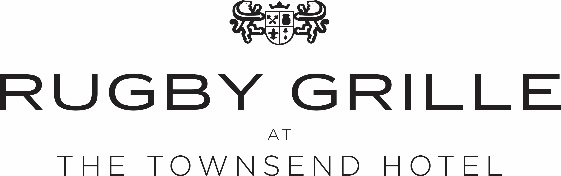 RUGBY GRILLE
AT
THE TOWNSEND HOTEL